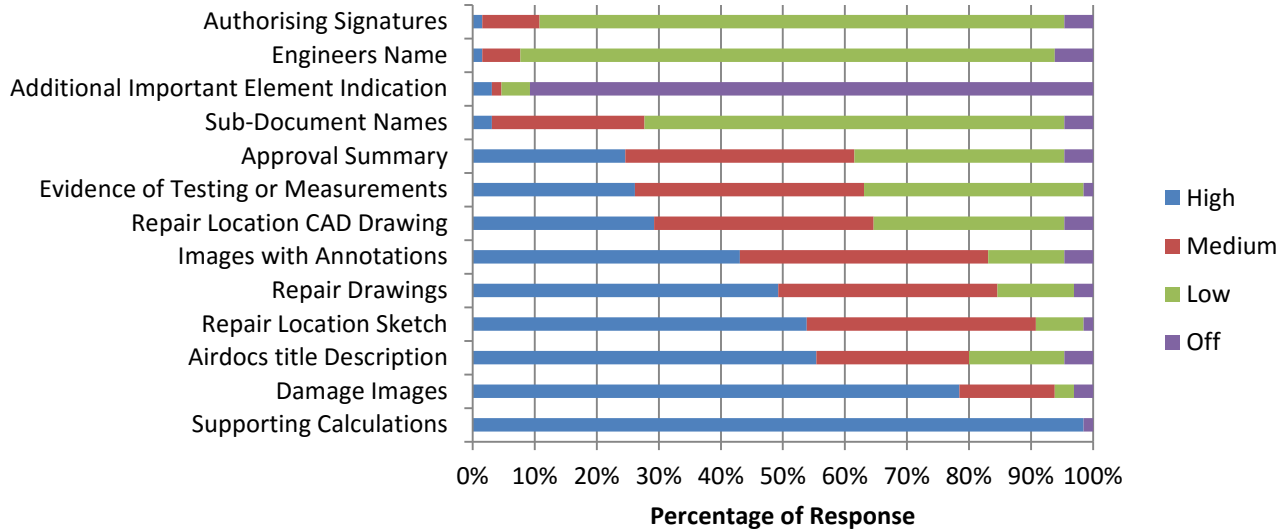 Authorising Signatures
Engineers Name
Additional Important Element Indication
Sub-Document Names
Approval Summary
Evidence of Testing or Measurements
Repair Location CAD Drawing
Images with Annotations
Repair Drawings
Repair Location Sketch
Airdocs title Description
Damage Images
Supporting Calculations
High
Medium
Low
Off
0% 10% 20% 30% 40% 50% 60% 70% 80% 90% 100%
Percentage of Response